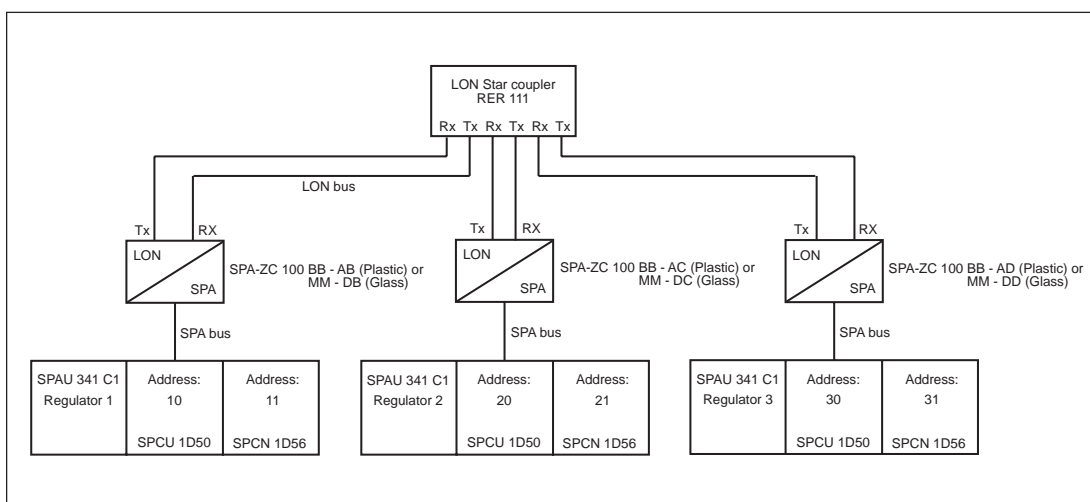 LON Star coupler
RER 111
Rx Tx Rx Tx Rx Tx
LON bus
Tx RX
LON
SPA
SPA-ZC 100 BB - AB (Plastic) or
MM - DB (Glass)
Tx RX
LON
SPA
SPA-ZC 100 BB - AC (Plastic) or
MM - DC (Glass)
Tx RX
LON
SPA
SPA-ZC 100 BB - AD (Plastic) or
MM - DD (Glass)
SPA bus
SPA bus
SPA bus
SPAU 341 C1
Regulator 1
Address:
10
SPCU 1D50
Address:
11
SPCN 1D56
SPAU 341 C1
Regulator 2
Address:
20
SPCU 1D50
Address:
21
SPCN 1D56
SPAU 341 C1
Regulator 3
Address:
30
SPCU 1D50
Address:
31
SPCN 1D56